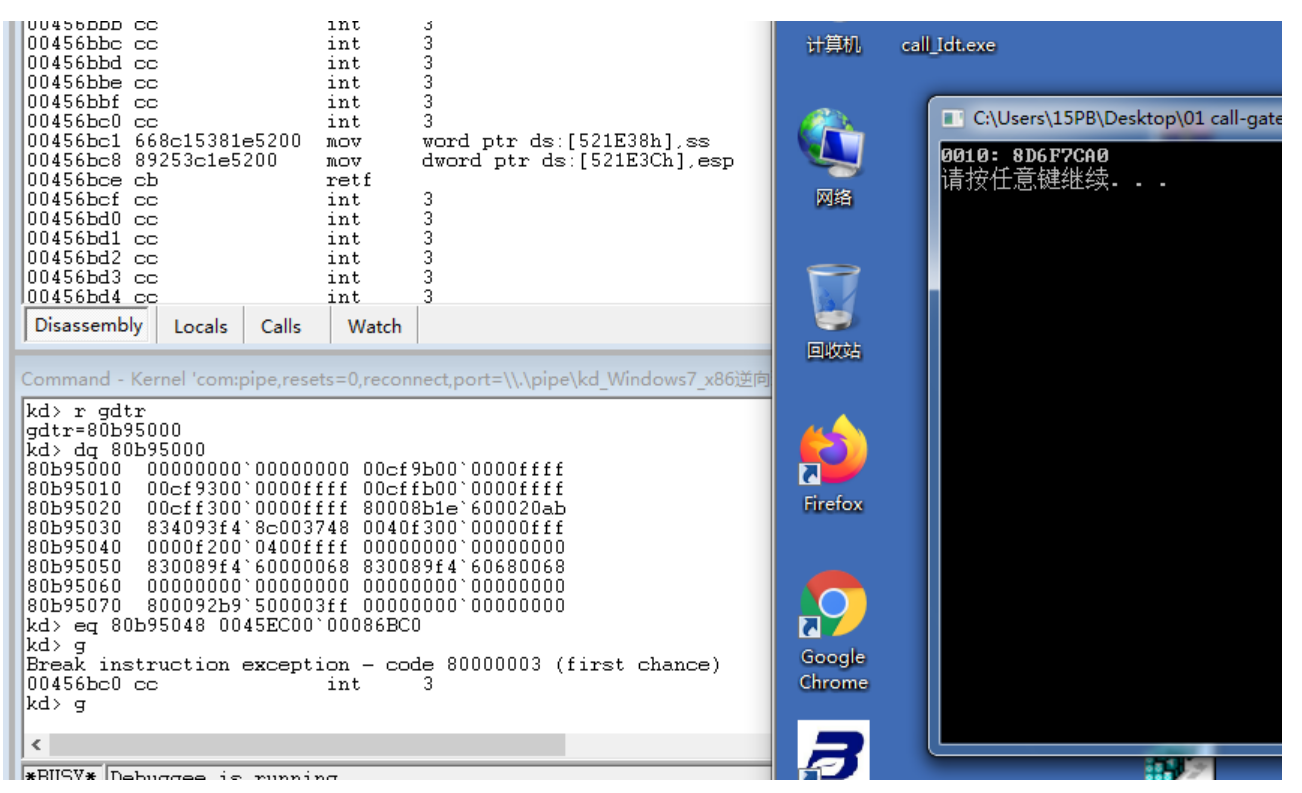 00456bbb cc int 3
00456bbc cc int 3
00456bbd cc int 3
00456bbe cc int 3
00456bbf cc int 3
00456bc0 cc int 3
00456bc1 668c15381e5200 mov word ptr ds:[521E38h],ss
00456bc8 89253c1e5200 mov dword ptr ds:[521E3Ch],esp
00456bce cb retf
00456bcf cc int 3
00456bd0 cc int 3
00456bd1 cc int 3
00456bd2 cc int 3
00456bd3 cc int 3
00456bd4 cc int 3
Disassembly Locals Calls Watch
Command - Kernel 'com:pipe,resets=0,reconnect,port=\\.\pipe\kd_Windows7_x86逆向
kd> r gdtr
gdtr=80b95000
kd> dq 80b95000
80b95000 00000000`00000000 00cf9b00`0000ffff
80b95010 00cf9300`0000ffff 00cffb00`0000ffff
80b95020 00cff300`0000ffff 80008b1e`600020ab
80b95030 834093f4`8c003748 0040f300`00000fff
80b95040 0000f200`0400ffff 00000000`00000000
80b95050 830089f4`60000068 830089f4`60680068
80b95060 00000000`00000000 00000000`00000000
80b95070 800092b9`500003ff 00000000`00000000
kd> eq 80b95048 0045EC00`00086BC0
kd> g
Break instruction exception - code 80000003 (first chance)
00456bc0 cc int 3
kd> g
*BUSY* Debuggee is running
计算机
call_Idt.exe
网络
回收站
Firefox
Google
Chrome
C:\Users\15PB\Desktop\01 call-gate
0010: 8D6F7CA0
请按任意键继续. . .